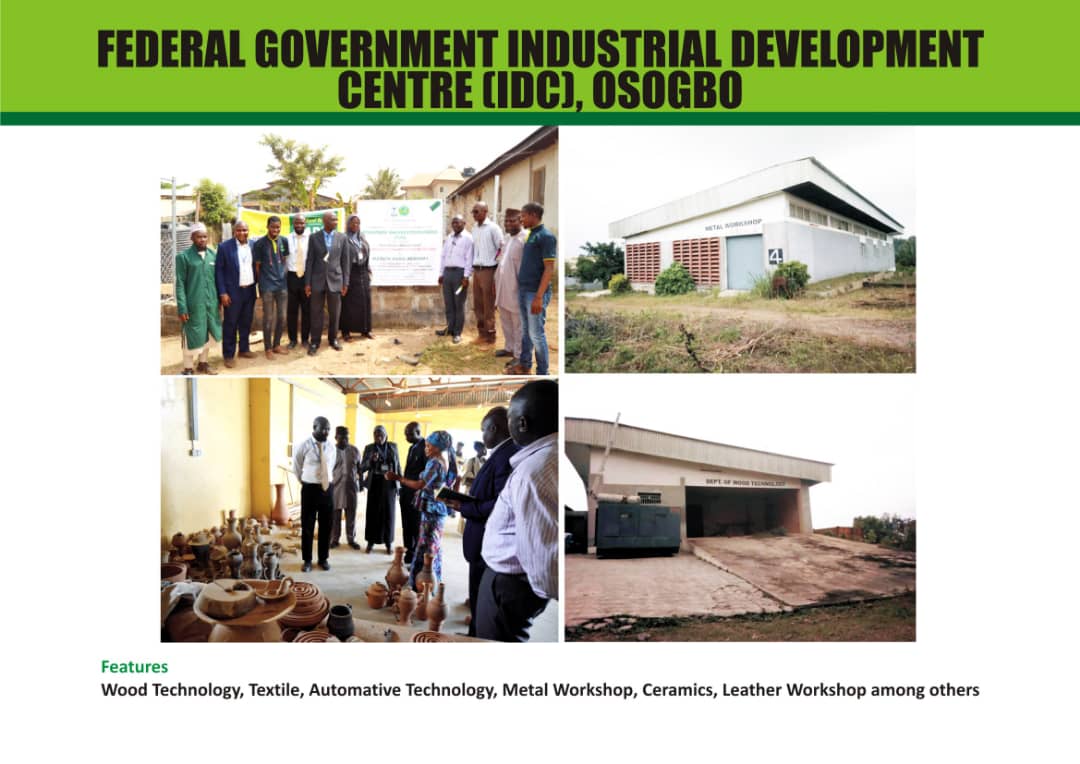 FEDERAL GOVERNMENT INDUSTRIAL DEVELOPMENT
CENTRE (IDC), OSOGBO
METAL WORKSHOP
4
DEPT. OF WOOD TECHNOLOGY
Features
Wood Technology, Textile, Automative Technology, Metal Workshop, Ceramics, Leather Workshop among others